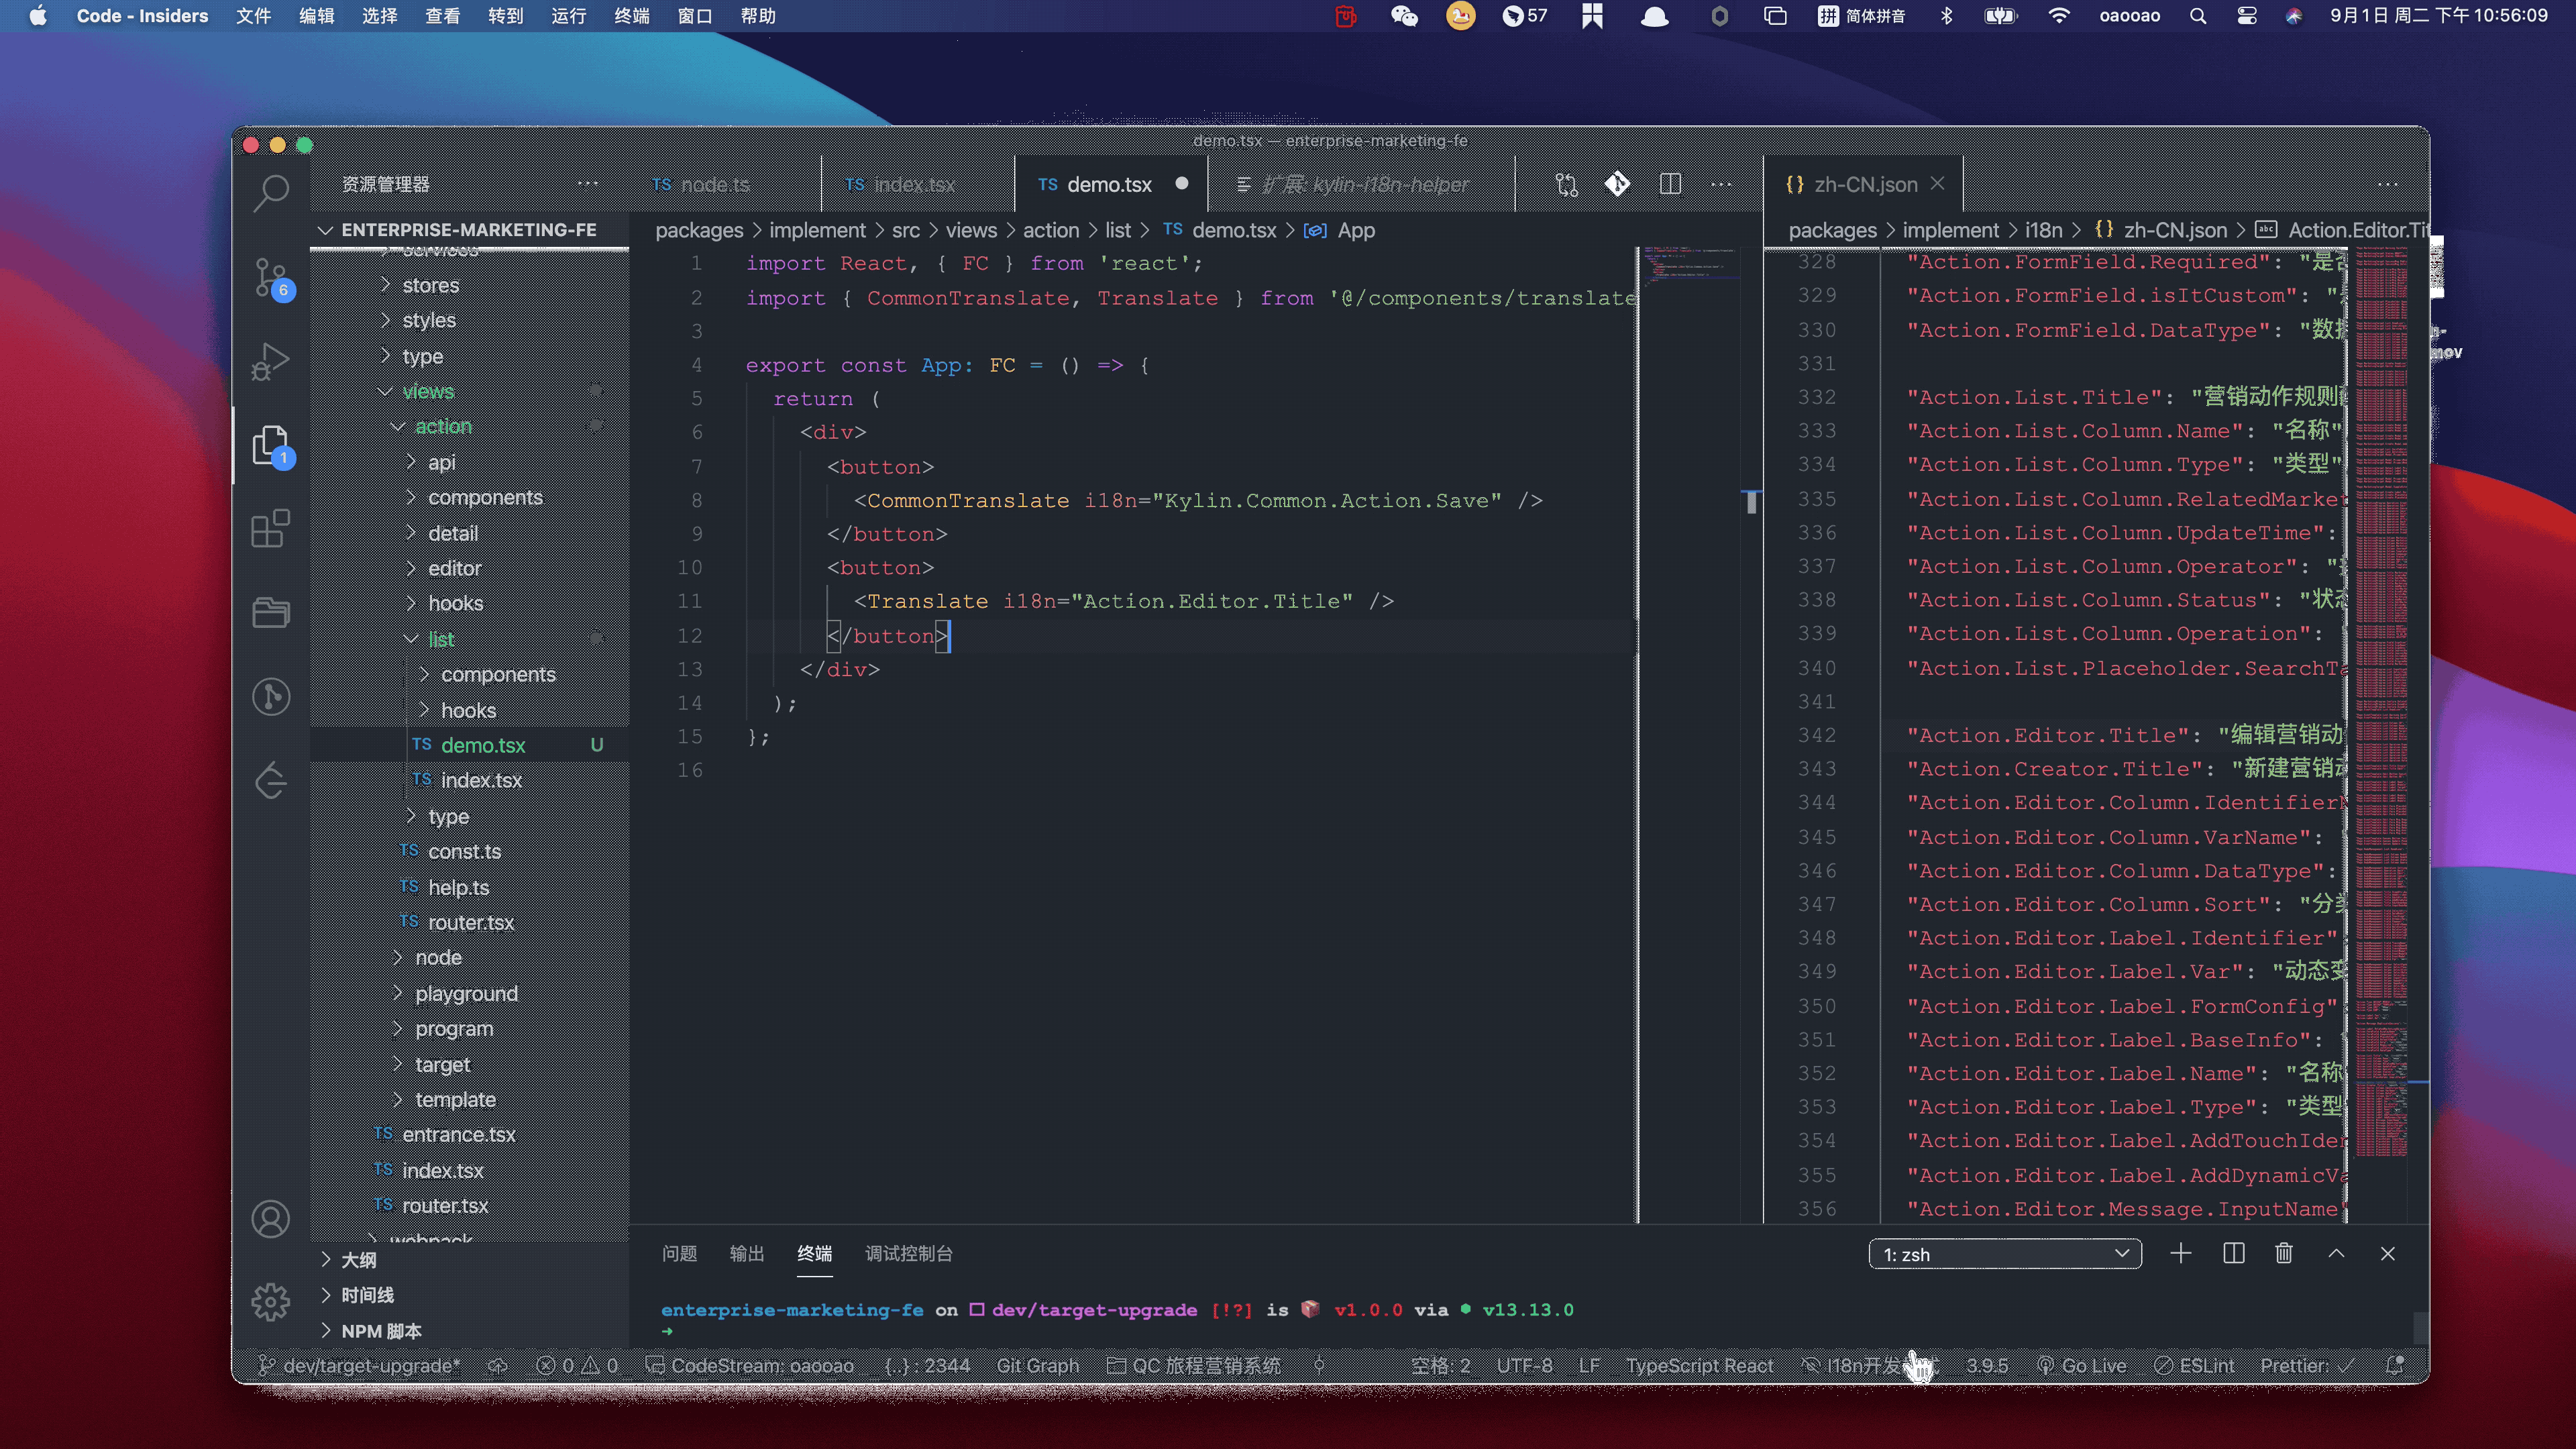 Code - Insiders 文件 编辑 选择 查看 转到 运行 终端 窗口 帮助 57 拼 简体拼音 oaooao 9月1日 周二 下午 10:56:09
demo.tsx — enterprise-marketing-fe
资源管理器 ···
TS node.ts TS index.tsx TS demo.tsx 扩展: kylin-i18n-helper ···
{} zh-CN.json ···
ENTERPRISE-MARKETING-FE
services
stores
styles
type
views
action
api
components
detail
editor
hooks
list
components
hooks
TS demo.tsx U
TS index.tsx
type
TS const.ts
TS help.ts
TS router.tsx
node
playground
program
target
template
TS entrance.tsx
TS index.tsx
TS router.tsx
webpack
大纲
时间线
NPM 脚本
6
1
packages > implement > src > views > action > list > TS demo.tsx > App
1 import React, { FC } from 'react';
2 import { CommonTranslate, Translate } from '@/components/translate
3
4 export const App: FC = () => {
5 return (
6 <div>
7 <button>
8 <CommonTranslate i18n="Kylin.Common.Action.Save" />
9 </button>
10 <button>
11 <Translate i18n="Action.Editor.Title" />
12 </button>
13 </div>
14 );
15 };
16
packages > implement > i18n > {} zh-CN.json > abc Action.Editor.Tit
328 "Action.FormField.Required": "是否
329 "Action.FormField.isItCustom": "
330 "Action.FormField.DataType": "数据
331
332 "Action.List.Title": "营销动作规则
333 "Action.List.Column.Name": "名称"
334 "Action.List.Column.Type": "类型"
335 "Action.List.Column.RelatedMarket
336 "Action.List.Column.UpdateTime":
337 "Action.List.Column.Operator": "
338 "Action.List.Column.Status": "状态
339 "Action.List.Column.Operation":
340 "Action.List.Placeholder.SearchTa
341
342 "Action.Editor.Title": "编辑营销动
343 "Action.Creator.Title": "新建营销动
344 "Action.Editor.Column.IdentifierN
345 "Action.Editor.Column.VarName":
346 "Action.Editor.Column.DataType":
347 "Action.Editor.Column.Sort": "分类
348 "Action.Editor.Label.Identifier"
349 "Action.Editor.Label.Var": "动态变
350 "Action.Editor.Label.FormConfig"
351 "Action.Editor.Label.BaseInfo":
352 "Action.Editor.Label.Name": "名称
353 "Action.Editor.Label.Type": "类型
354 "Action.Editor.Label.AddTouchIden
355 "Action.Editor.Label.AddDynamicVa
356 "Action.Editor.Message.InputName"
mov
问题 输出 终端 调试控制台 1: zsh
enterprise-marketing-fe on dev/target-upgrade [!?] is 📦 v1.0.0 via ⬢ v13.13.0
➜
dev/target-upgrade* 0 0 CodeStream: oaooao {..} : 2344 Git Graph QC 旅程营销系统 空格: 2 UTF-8 LF TypeScript React I18n开发 3.9.5 Go Live ESLint Prettier: ✓